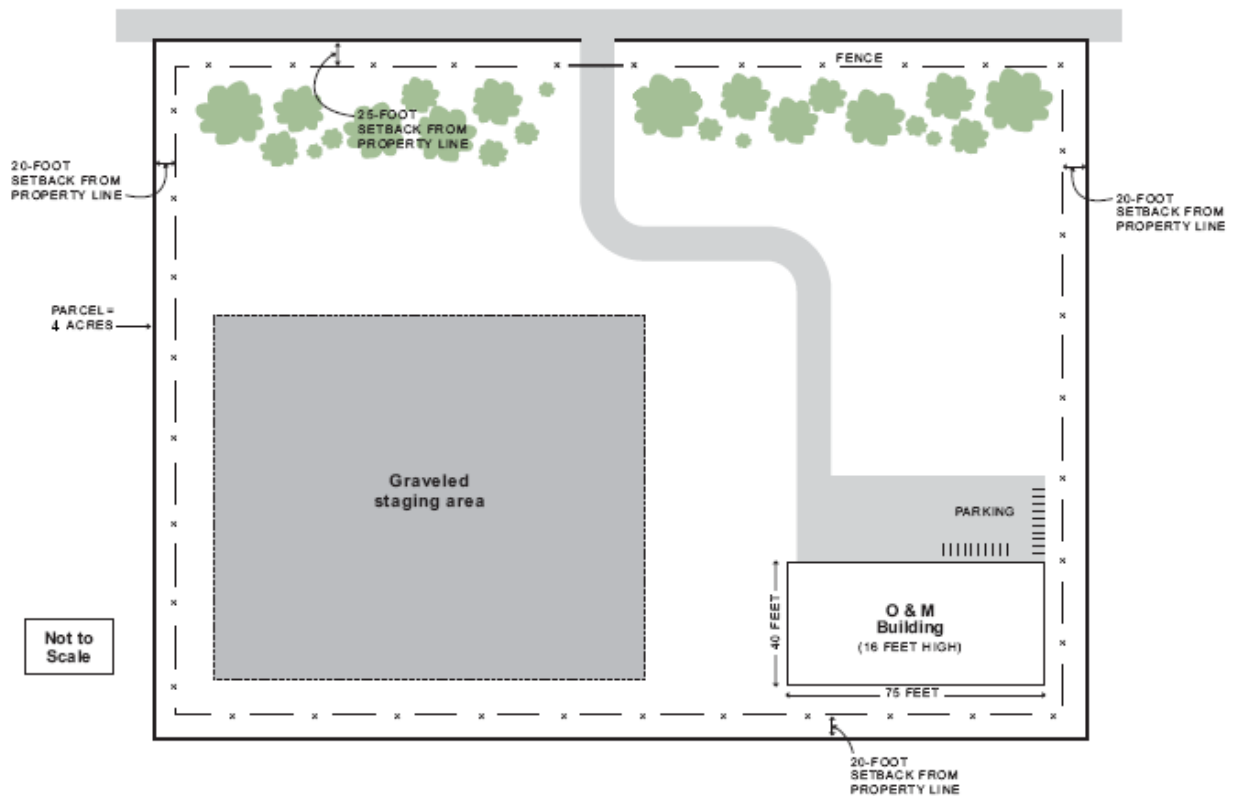 FENCE
25-FOOT
SETBACK FROM
PROPERTY LINE
20-FOOT
SETBACK FROM
PROPERTY LINE
20-FOOT
SETBACK FROM
PROPERTY LINE
PARCEL=
4 ACRES
Graveled
staging area
PARKING
40 FEET
O & M
Building
(16 FEET HIGH)
75 FEET
Not to
Scale
20-FOOT
SETBACK FROM
PROPERTY LINE